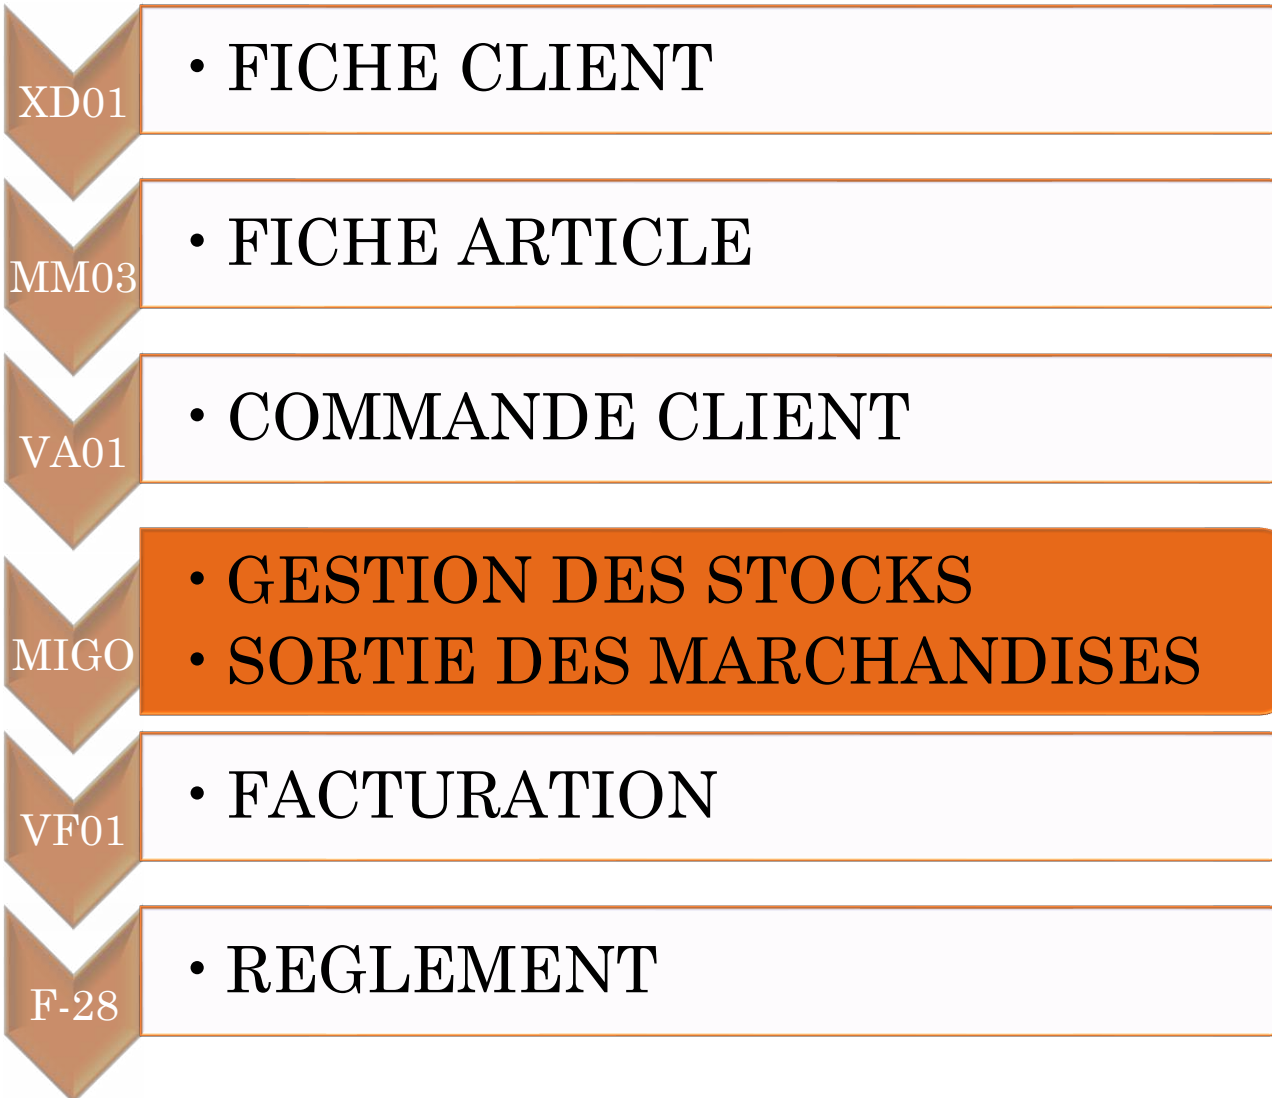 XD01
• FICHE CLIENT
MM03
• FICHE ARTICLE
VA01
• COMMANDE CLIENT
MIGO
• GESTION DES STOCKS
• SORTIE DES MARCHANDISES
VF01
• FACTURATION
F-28
• REGLEMENT